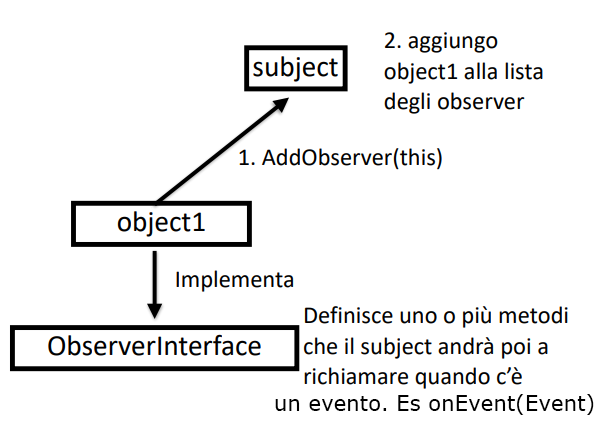 subject
2. aggiungo
object1 alla lista
degli observer
1. AddObserver(this)
object1
Implementa
ObserverInterface
Definisce uno o più metodi
che il subject andrà poi a
richiamare quando c’è
un evento. Es onEvent(Event)